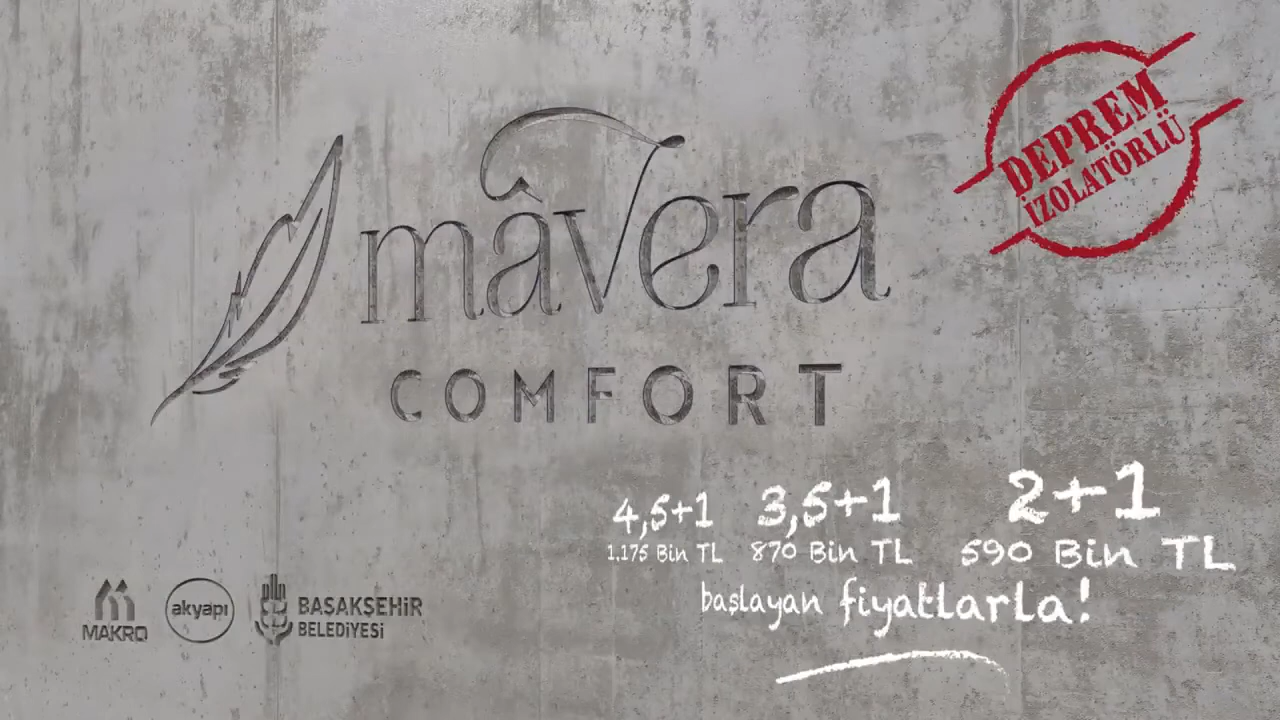 DEPREM
İZOLATÖRLÜ
mâvera
COMFORT
4,5+1 3,5+1 2+1
1.175 Bin TL 870 Bin TL 590 Bin TL
başlayan fiyatlarla!
MAKRO akyapı BAŞAKŞEHİR
BELEDİYESİ